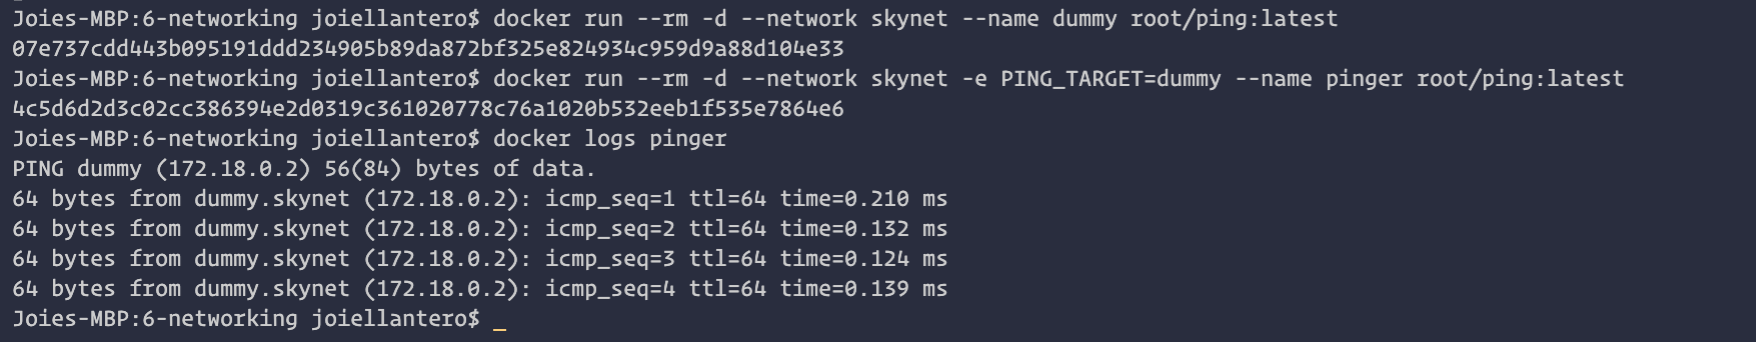 Joies-MBP:6-networking joiellantero$ docker run --rm -d --network skynet --name dummy root/ping:latest
07e737cdd443b095191ddd234905b89da872bf325e824934c959d9a88d104e33
Joies-MBP:6-networking joiellantero$ docker run --rm -d --network skynet -e PING_TARGET=dummy --name pinger root/ping:latest
4c5d6d2d3c02cc386394e2d0319c361020778c76a1020b532eeb1f535e7864e6
Joies-MBP:6-networking joiellantero$ docker logs pinger
PING dummy (172.18.0.2) 56(84) bytes of data.
64 bytes from dummy.skynet (172.18.0.2): icmp_seq=1 ttl=64 time=0.210 ms
64 bytes from dummy.skynet (172.18.0.2): icmp_seq=2 ttl=64 time=0.132 ms
64 bytes from dummy.skynet (172.18.0.2): icmp_seq=3 ttl=64 time=0.124 ms
64 bytes from dummy.skynet (172.18.0.2): icmp_seq=4 ttl=64 time=0.139 ms
Joies-MBP:6-networking joiellantero$ _